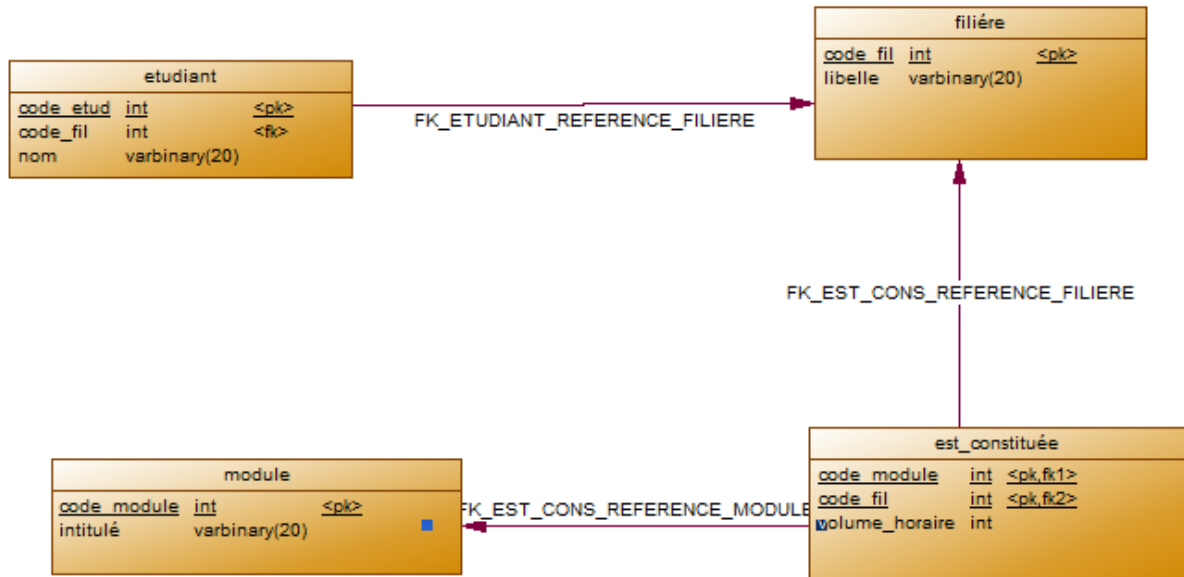 filiére
code_fil int <pk>
libelle varbinary(20)
etudiant
code_etud int <pk>
code_fil int <fk>
nom varbinary(20)
FK_ETUDIANT_REFERENCE_FILIERE
FK_EST_CONS_REFERENCE_FILIERE
est_constituée
code_module int <pk,fk1>
code_fil int <pk,fk2>
volume_horaire int
module
code_module int <pk>
intitulé varbinary(20)
FK_EST_CONS_REFERENCE_MODULE